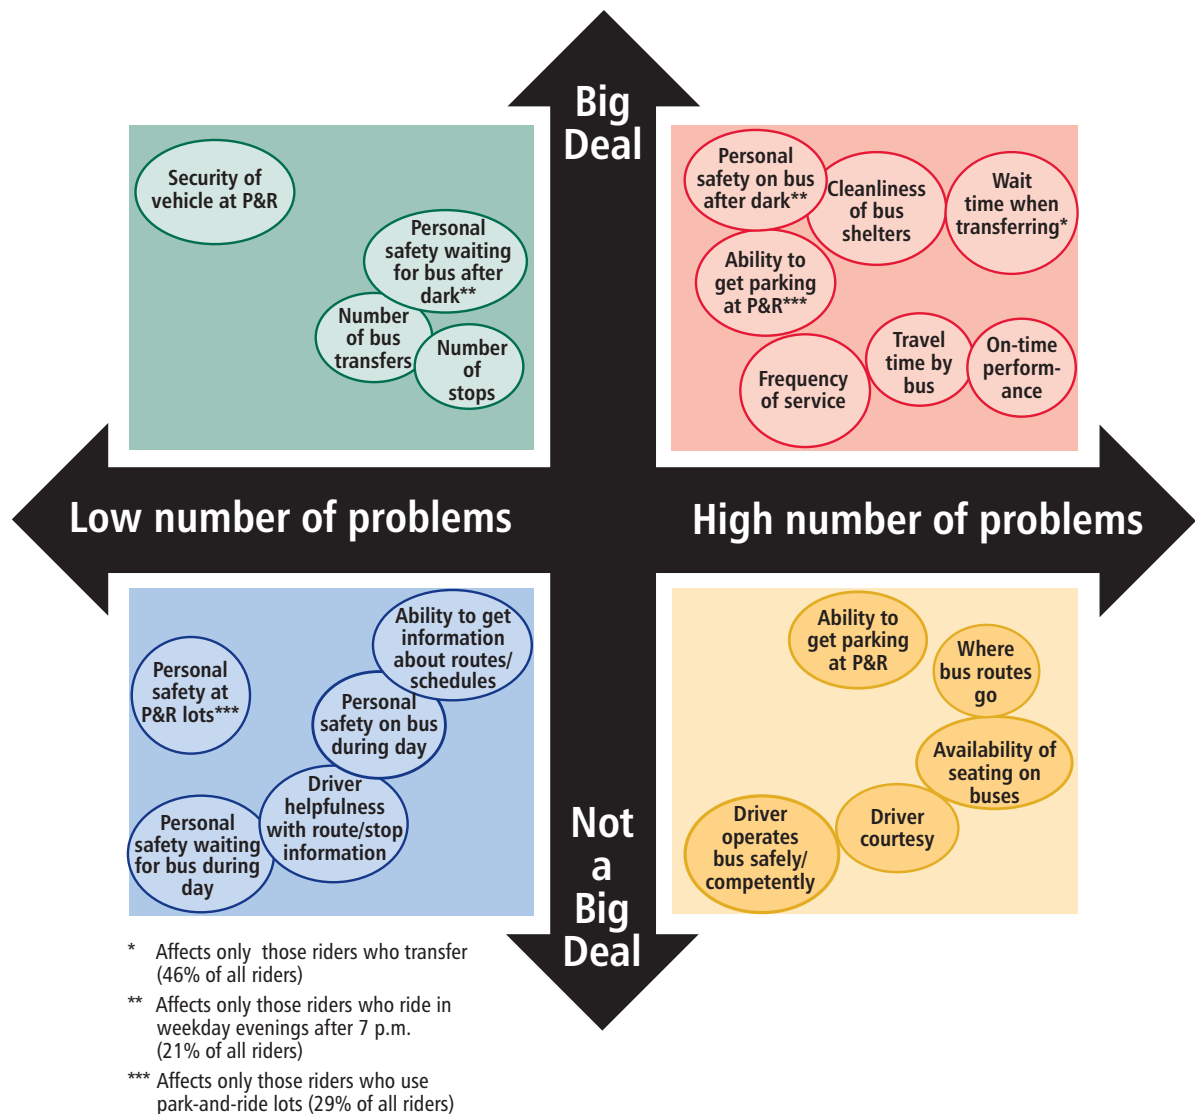 Big
Deal
Security of
vehicle at P&R
Personal
safety waiting
for bus after
dark**
Number
of bus
transfers
Number
of
stops
Personal
safety on bus
after dark**
Cleanliness
of bus
shelters
Wait
time when
transferring*
Ability to
get parking
at P&R***
Frequency
of service
Travel
time by
bus
On-time
perform-
ance
Low number of problems
High number of problems
Ability to get
information
about routes/
schedules
Personal
safety at
P&R lots***
Personal
safety on bus
during day
Driver
helpfulness
with route/stop
information
Personal
safety waiting
for bus during
day
Ability to
get parking
at P&R
Where
bus routes
go
Availability of
seating on
buses
Driver
courtesy
Driver
operates
bus safely/
competently
Not
a
Big
Deal
* Affects only those riders who transfer
(46% of all riders)
** Affects only those riders who ride in
weekday evenings after 7 p.m.
(21% of all riders)
*** Affects only those riders who use
park-and-ride lots (29% of all riders)